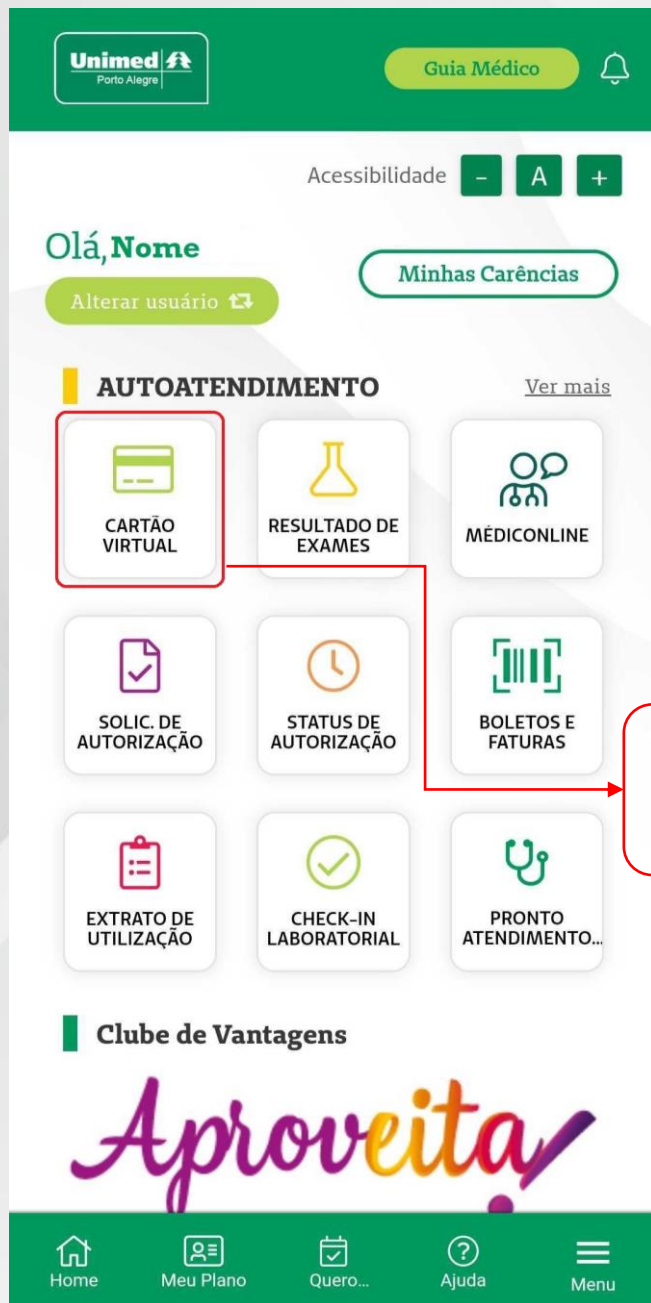 Unimed
Porto Alegre
Guia Médico
Acessibilidade - A +
Olá, Nome
Minhas Carências
Alterar usuário
AUTOATENDIMENTO
Ver mais
CARTÃO
VIRTUAL
RESULTADO DE
EXAMES
MÉDICONLINE
SOLIC. DE
AUTORIZAÇÃO
STATUS DE
AUTORIZAÇÃO
BOLETOS E
FATURAS
EXTRATO DE
UTILIZAÇÃO
CHECK-IN
LABORATORIAL
PRONTO
ATENDIMENTO...
Clube de Vantagens
Aproveita!
Home
Meu Plano
Quero...
Ajuda
Menu